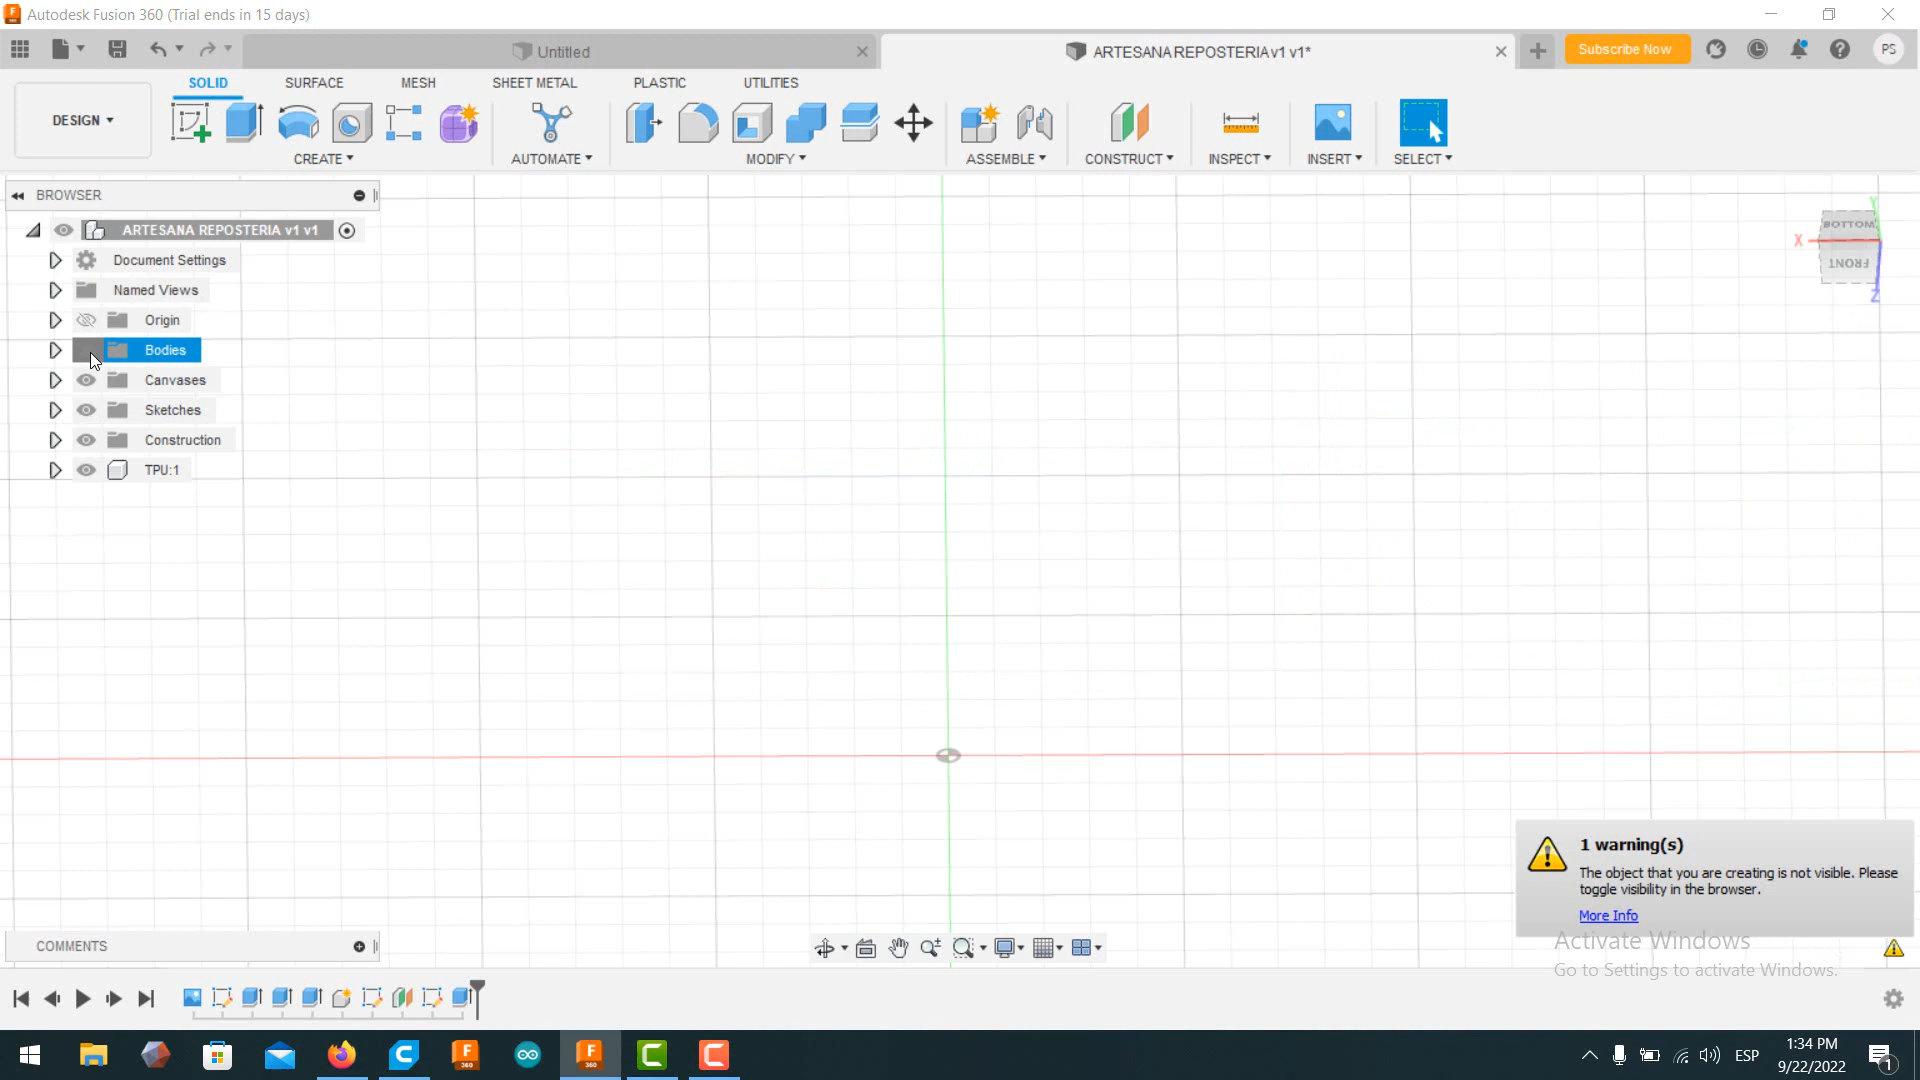 Autodesk Fusion 360 (Trial ends in 15 days)
Untitled
ARTESANA REPOSTERIA v1 v1*
Subscribe Now
PS
SOLID
SURFACE
MESH
SHEET METAL
PLASTIC
UTILITIES
DESIGN
CREATE
AUTOMATE
MODIFY
ASSEMBLE
CONSTRUCT
INSPECT
INSERT
SELECT
BROWSER
ARTESANA REPOSTERIA v1 v1
Document Settings
Named Views
Origin
Bodies
Canvases
Sketches
Construction
TPU:1
Y
BOTTOM
X
FRONT
Z
1 warning(s)
The object that you are creating is not visible. Please
toggle visibility in the browser.
More Info
Activate Windows
Go to Settings to activate Windows.
COMMENTS
F
360
F
360
ESP
1:34 PM
9/22/2022
1